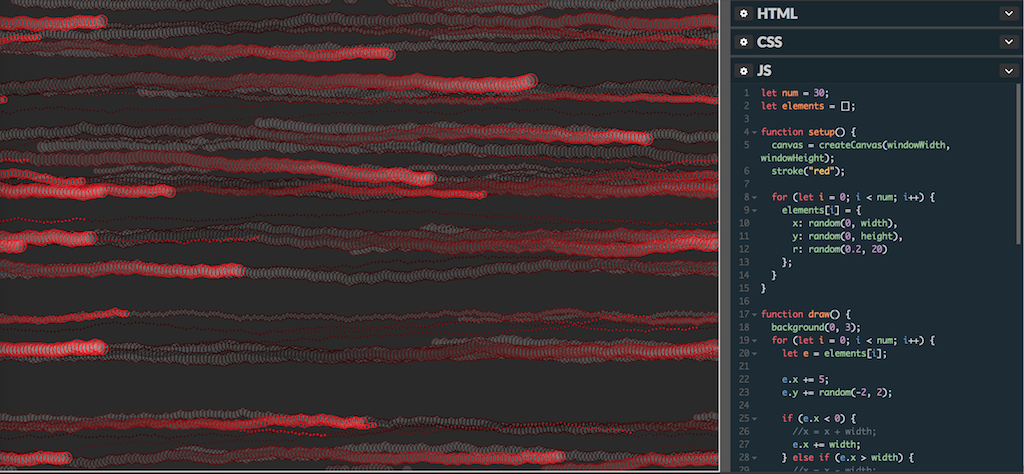 HTML
CSS
JS
1 let num = 30;
2 let elements = [];
3
4 function setup() {
5 canvas = createCanvas(windowWidth,
windowHeight);
6 stroke("red");
7
8 for (let i = 0; i < num; i++) {
9 elements[i] = {
10 x: random(0, width),
11 y: random(0, height),
12 r: random(0.2, 20)
13 };
14 }
15 }
16
17 function draw() {
18 background(0, 3);
19 for (let i = 0; i < num; i++) {
20 let e = elements[i];
21
22 e.x += 5;
23 e.y += random(-2, 2);
24
25 if (e.x < 0) {
26 //x = x + width;
27 e.x += width;
28 } else if (e.x > width) {